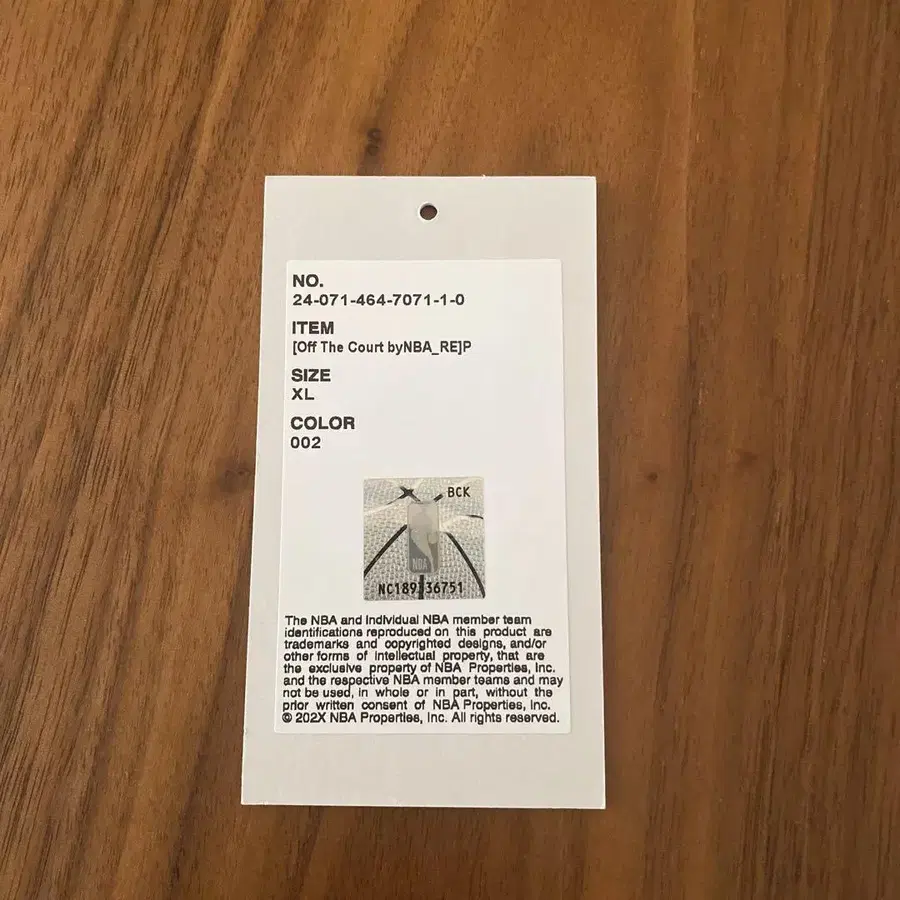 NO.
24-071-464-7071-1-0
ITEM
[Off The Court byNBA_RE]P
SIZE
XL
COLOR
002
BCK
NBA
The NBA and individual NBA member team
identifications reproduced on this product are
trademarks and copyrighted designs, and/or
other forms of intellectual property, that are
the exclusive property of NBA Properties, Inc.
and the respective NBA member teams and may
not be used, in whole or in part, without the
prior written consent of NBA Properties, Inc.
© 202X NBA Properties, Inc. All rights reserved.